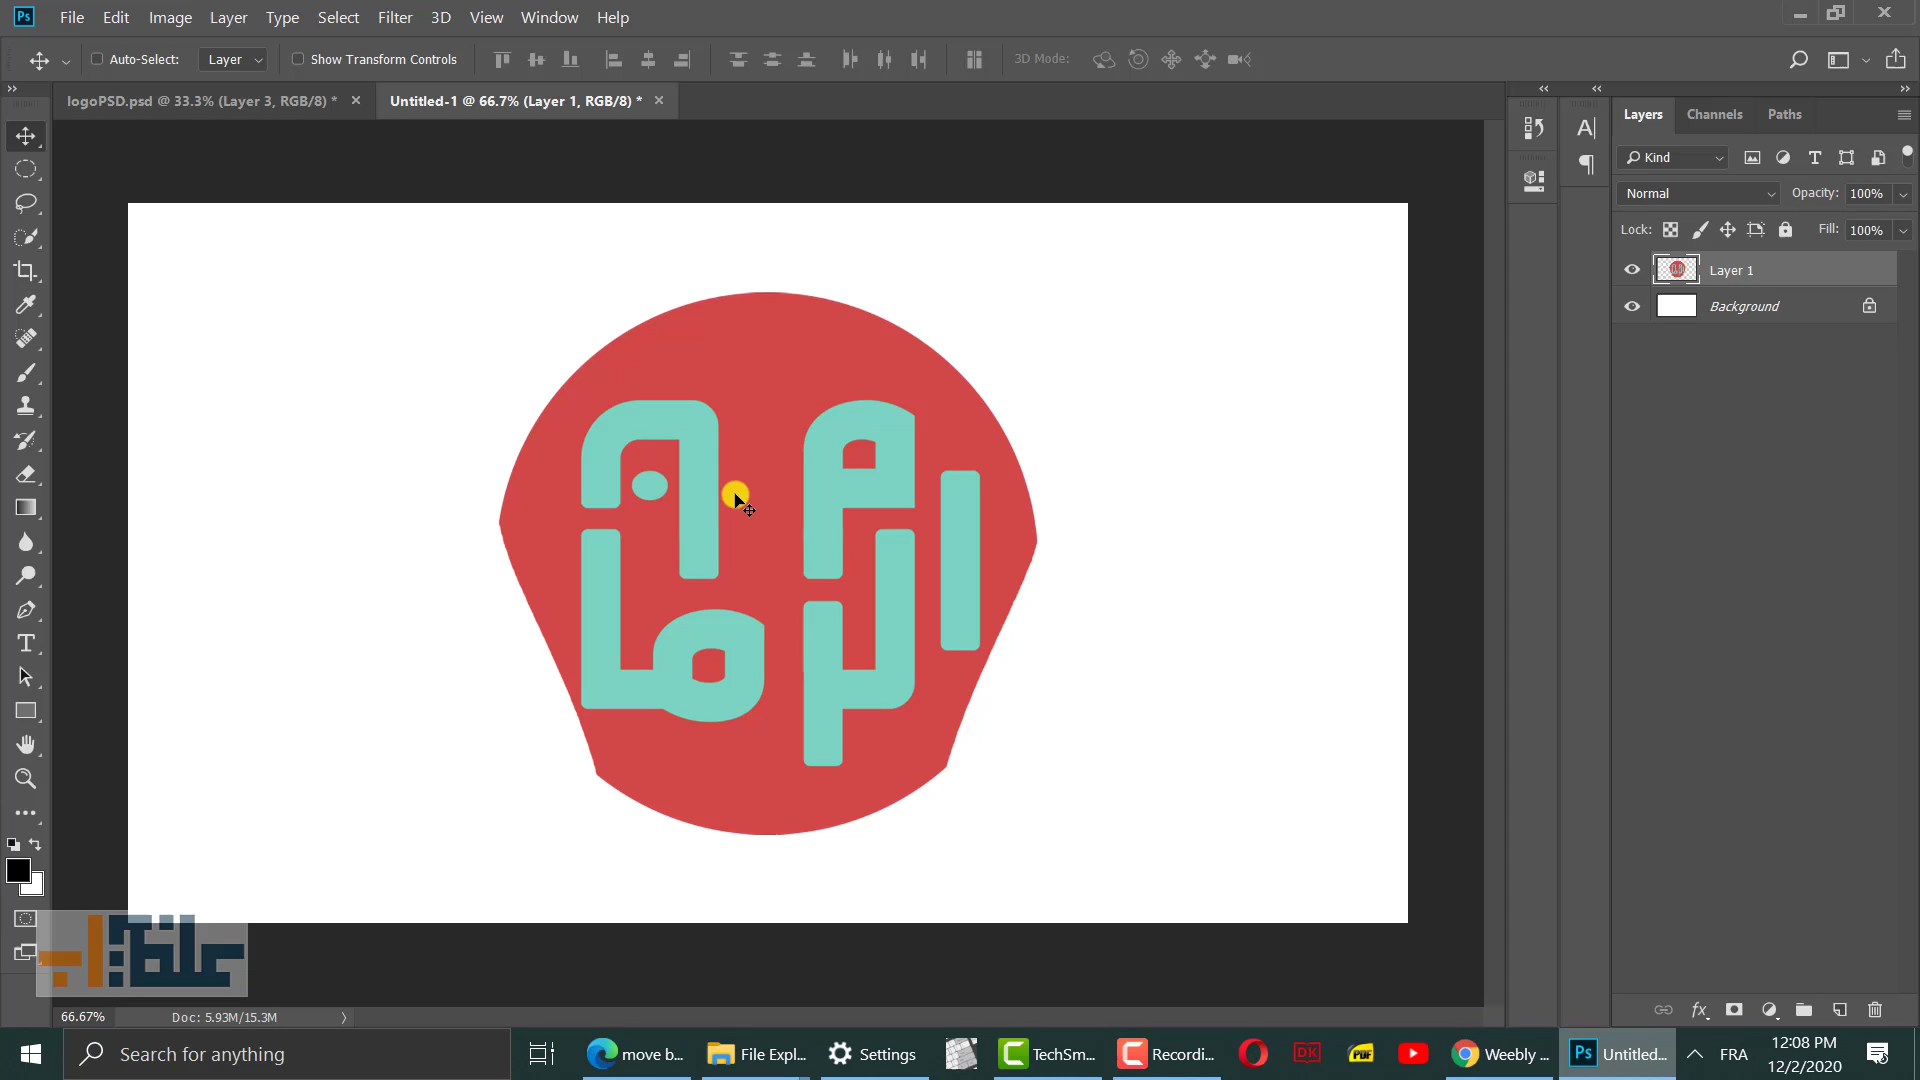 File Edit Image Layer Type Select Filter 3D View Window Help
Auto-Select: Layer Show Transform Controls 3D Mode:
logoPSD.psd @ 33.3% (Layer 3, RGB/8) * × Untitled-1 @ 66.7% (Layer 1, RGB/8) * ×
Layers Channels Paths
Kind
Normal Opacity: 100%
Lock: Fill: 100%
Layer 1
Background
66.67% Doc: 5.93M/15.3M
Search for anything
move b...
File Expl...
Settings
TechSm...
Recordi...
DK
PDF
Weebly ...
Untitled...
FRA
12:08 PM
12/2/2020